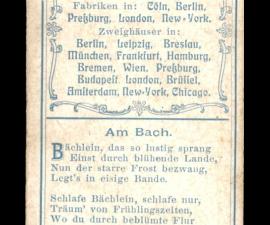 Fabriken in: Cöln, Berlin,
Preßburg, London, New-York.
Zweighäuser in:
Berlin, Leipzig, Breslau,
München, Frankfurt, Hamburg,
Bremen, Wien, Preßburg,
Budapest London, Brüssel,
Amsterdam, New-York, Chicago.
Am Bach.
Bächlein, das so lustig sprang
Einst durch blühende Lande,
Nun der starre Frost bezwang,
Legt's in eisige Bande.
Schlafe Bächlein, schlafe nur,
Träum' von Frühlingszeiten,
Wo du durch beblümte Flur